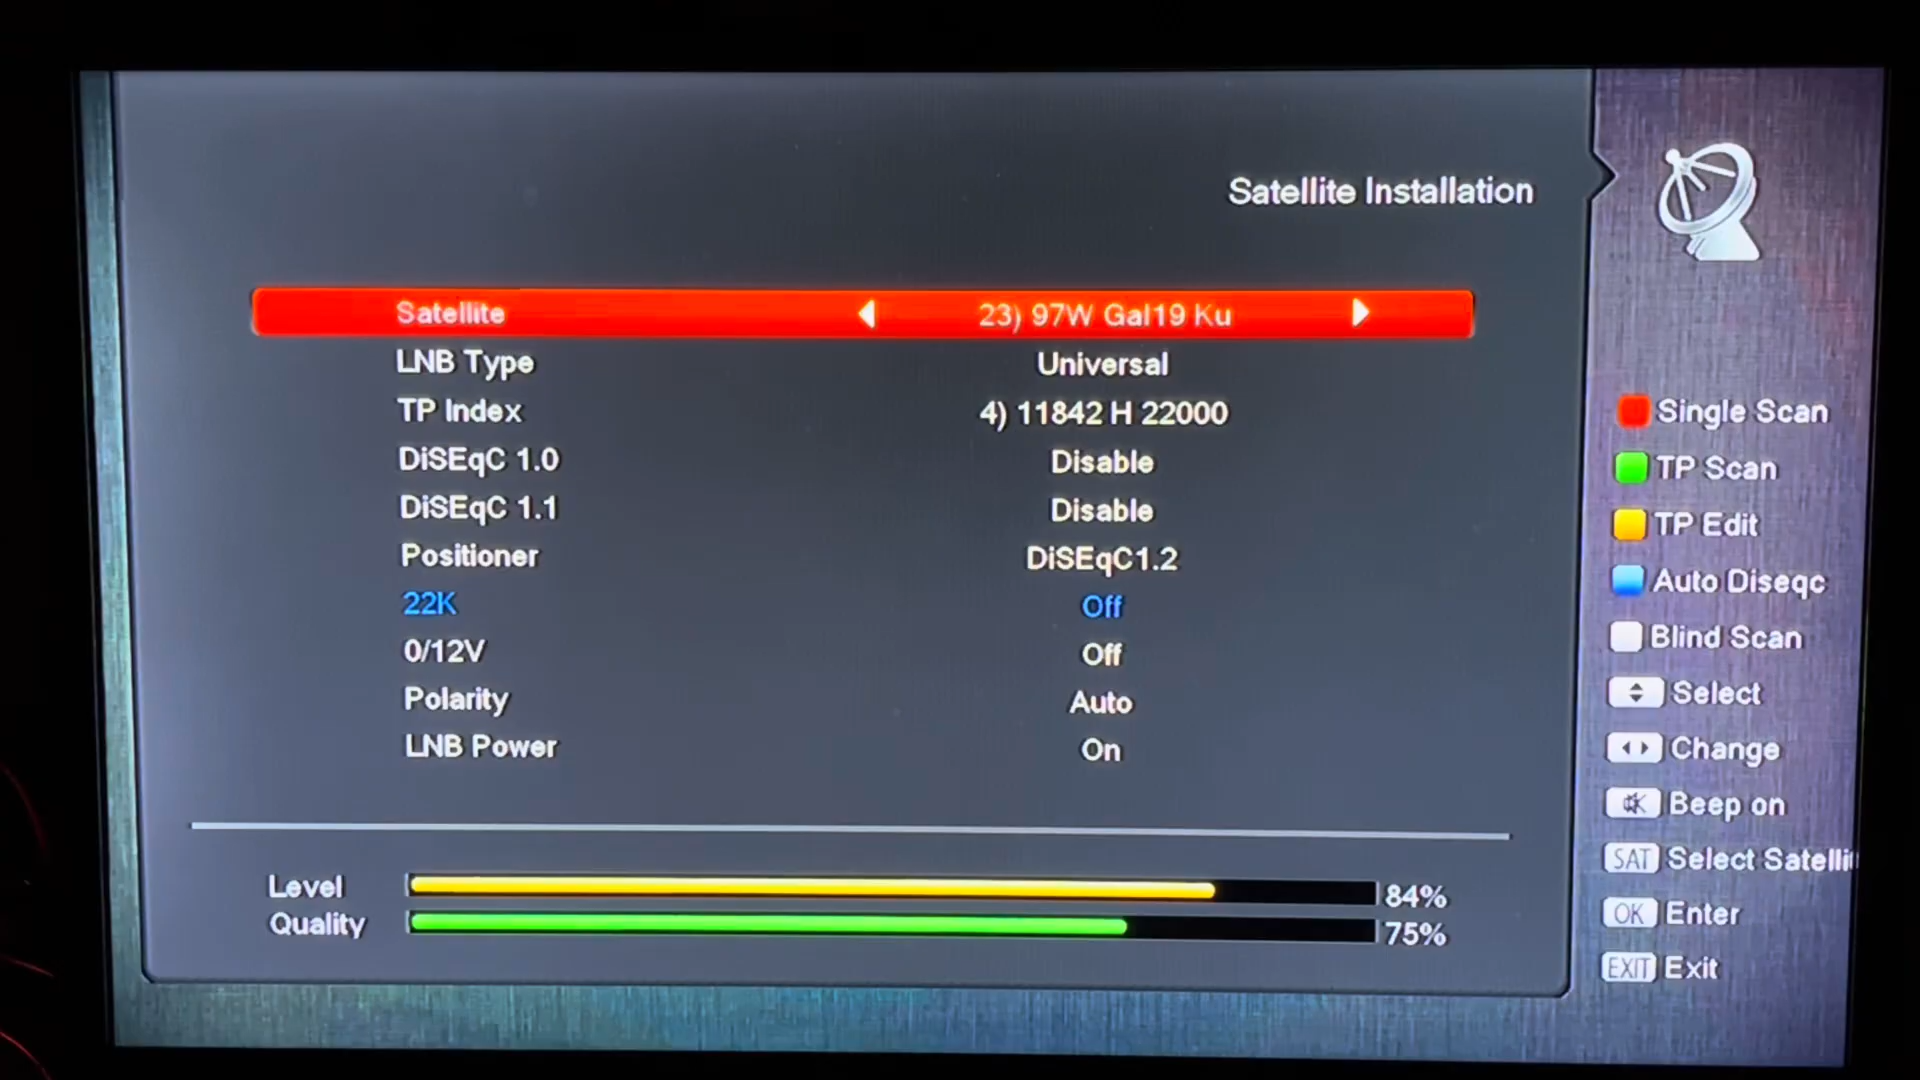 Satellite Installation
Satellite 23) 97W Gal19 Ku
LNB Type Universal
TP Index 4) 11842 H 22000
DiSEqC 1.0 Disable
DiSEqC 1.1 Disable
Positioner DiSEqC1.2
22K Off
0/12V Off
Polarity Auto
LNB Power On
Level 84%
Quality 75%
Single Scan
TP Scan
TP Edit
Auto Diseqc
Blind Scan
Select
Change
Beep on
SAT Select Satelli
OK Enter
EXIT Exit